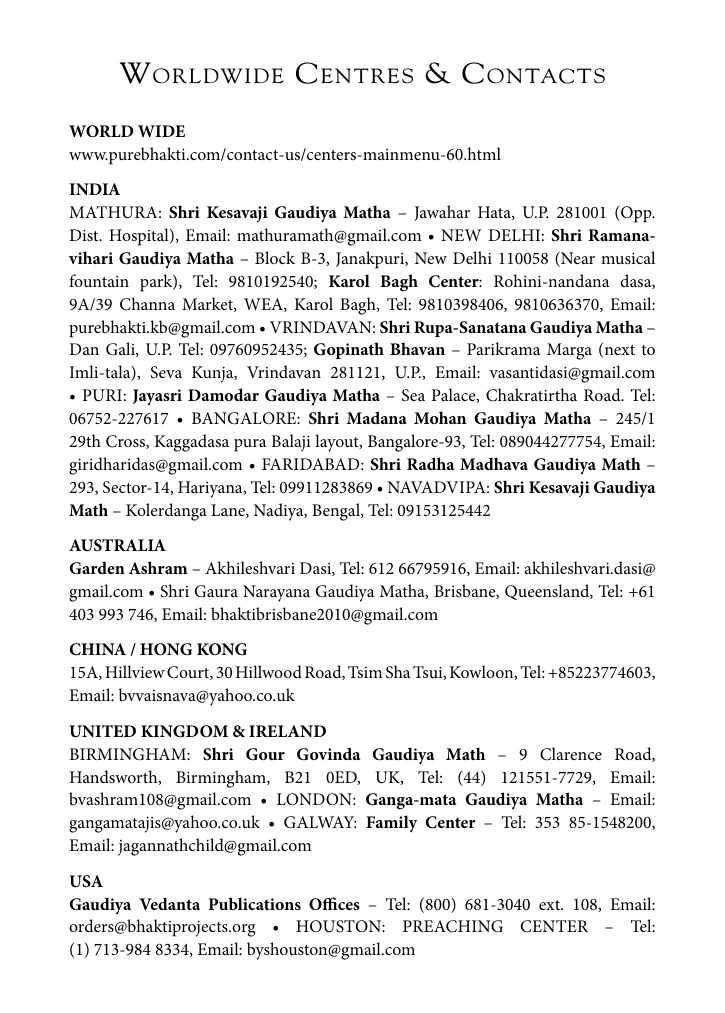 Worldwide Centres & Contacts
WORLD WIDE
www.purebhakti.com/contact-us/centers-mainmenu-60.html
INDIA
MATHURA: Shri Kesavaji Gaudiya Matha – Jawahar Hata, U.P. 281001 (Opp.
Dist. Hospital), Email: mathuramath@gmail.com • NEW DELHI: Shri Ramana-
vihari Gaudiya Matha – Block B-3, Janakpuri, New Delhi 110058 (Near musical
fountain park), Tel: 9810192540; Karol Bagh Center: Rohini-nandana dasa,
9A/39 Channa Market, WEA, Karol Bagh, Tel: 9810398406, 9810636370, Email:
purebhakti.kb@gmail.com • VRINDAVAN: Shri Rupa-Sanatana Gaudiya Matha –
Dan Gali, U.P. Tel: 09760952435; Gopinath Bhavan – Parikrama Marga (next to
Imli-tala), Seva Kunja, Vrindavan 281121, U.P., Email: vasantidasi@gmail.com
• PURI: Jayasri Damodar Gaudiya Matha – Sea Palace, Chakratirtha Road. Tel:
06752-227617 • BANGALORE: Shri Madana Mohan Gaudiya Matha – 245/1
29th Cross, Kaggadasa pura Balaji layout, Bangalore-93, Tel: 089044277754, Email:
giridharidas@gmail.com • FARIDABAD: Shri Radha Madhava Gaudiya Math –
293, Sector-14, Hariyana, Tel: 09911283869 • NAVADVIPA: Shri Kesavaji Gaudiya
Math – Kolerdanga Lane, Nadiya, Bengal, Tel: 09153125442
AUSTRALIA
Garden Ashram – Akhileshvari Dasi, Tel: 612 66795916, Email: akhileshvari.dasi@
gmail.com • Shri Gaura Narayana Gaudiya Matha, Brisbane, Queensland, Tel: +61
403 993 746, Email: bhaktibrisbane2010@gmail.com
CHINA / HONG KONG
15A, Hillview Court, 30 Hillwood Road, Tsim Sha Tsui, Kowloon, Tel: +85223774603,
Email: bvvaisnava@yahoo.co.uk
UNITED KINGDOM & IRELAND
BIRMINGHAM: Shri Gour Govinda Gaudiya Math – 9 Clarence Road,
Handsworth, Birmingham, B21 0ED, UK, Tel: (44) 121551-7729, Email:
bvashram108@gmail.com • LONDON: Ganga-mata Gaudiya Matha – Email:
gangamatajis@yahoo.co.uk • GALWAY: Family Center – Tel: 353 85-1548200,
Email: jagannathchild@gmail.com
USA
Gaudiya Vedanta Publications Offices – Tel: (800) 681-3040 ext. 108, Email:
orders@bhaktiprojects.org • HOUSTON: PREACHING CENTER – Tel:
(1) 713-984 8334, Email: byshouston@gmail.com